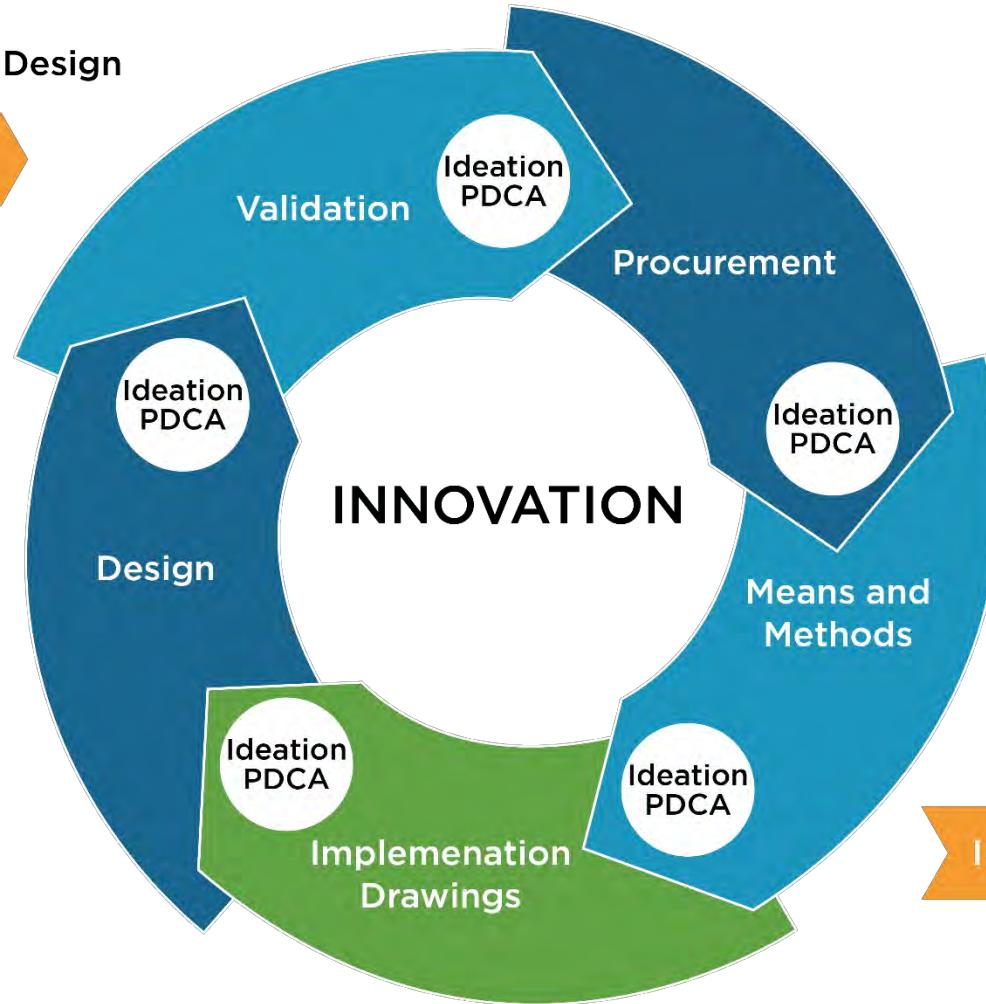 Design
Ideation
PDCA
Validation
Procurement
Ideation
PDCA
Ideation
PDCA
INNOVATION
Design
Means and
Methods
Ideation
PDCA
Ideation
PDCA
Implemenation
Drawings
I